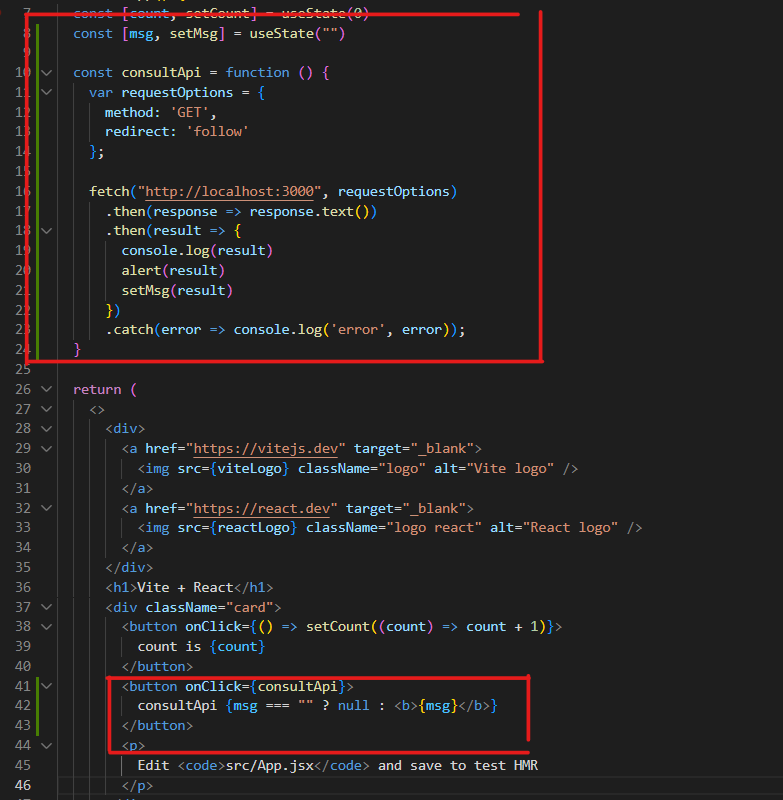 7 const [count, setCount] = useState(0)
8 const [msg, setMsg] = useState("")
9
10 const consultApi = function () {
11 var requestOptions = {
12 method: 'GET',
13 redirect: 'follow'
14 };
15
16 fetch("http://localhost:3000", requestOptions)
17 .then(response => response.text())
18 .then(result => {
19 console.log(result)
20 alert(result)
21 setMsg(result)
22 })
23 .catch(error => console.log('error', error));
24 }
25
26 return (
27 <>
28 <div>
29 <a href="https://vitejs.dev" target="_blank">
30 <img src={viteLogo} className="logo" alt="Vite logo" />
31 </a>
32 <a href="https://react.dev" target="_blank">
33 <img src={reactLogo} className="logo react" alt="React logo" />
34 </a>
35 </div>
36 <h1>Vite + React</h1>
37 <div className="card">
38 <button onClick={() => setCount((count) => count + 1)}>
39 count is {count}
40 </button>
41 <button onClick={consultApi}>
42 consultApi {msg === "" ? null : <b>{msg}</b>}
43 </button>
44 <p>
45 Edit <code>src/App.jsx</code> and save to test HMR
46 </p>